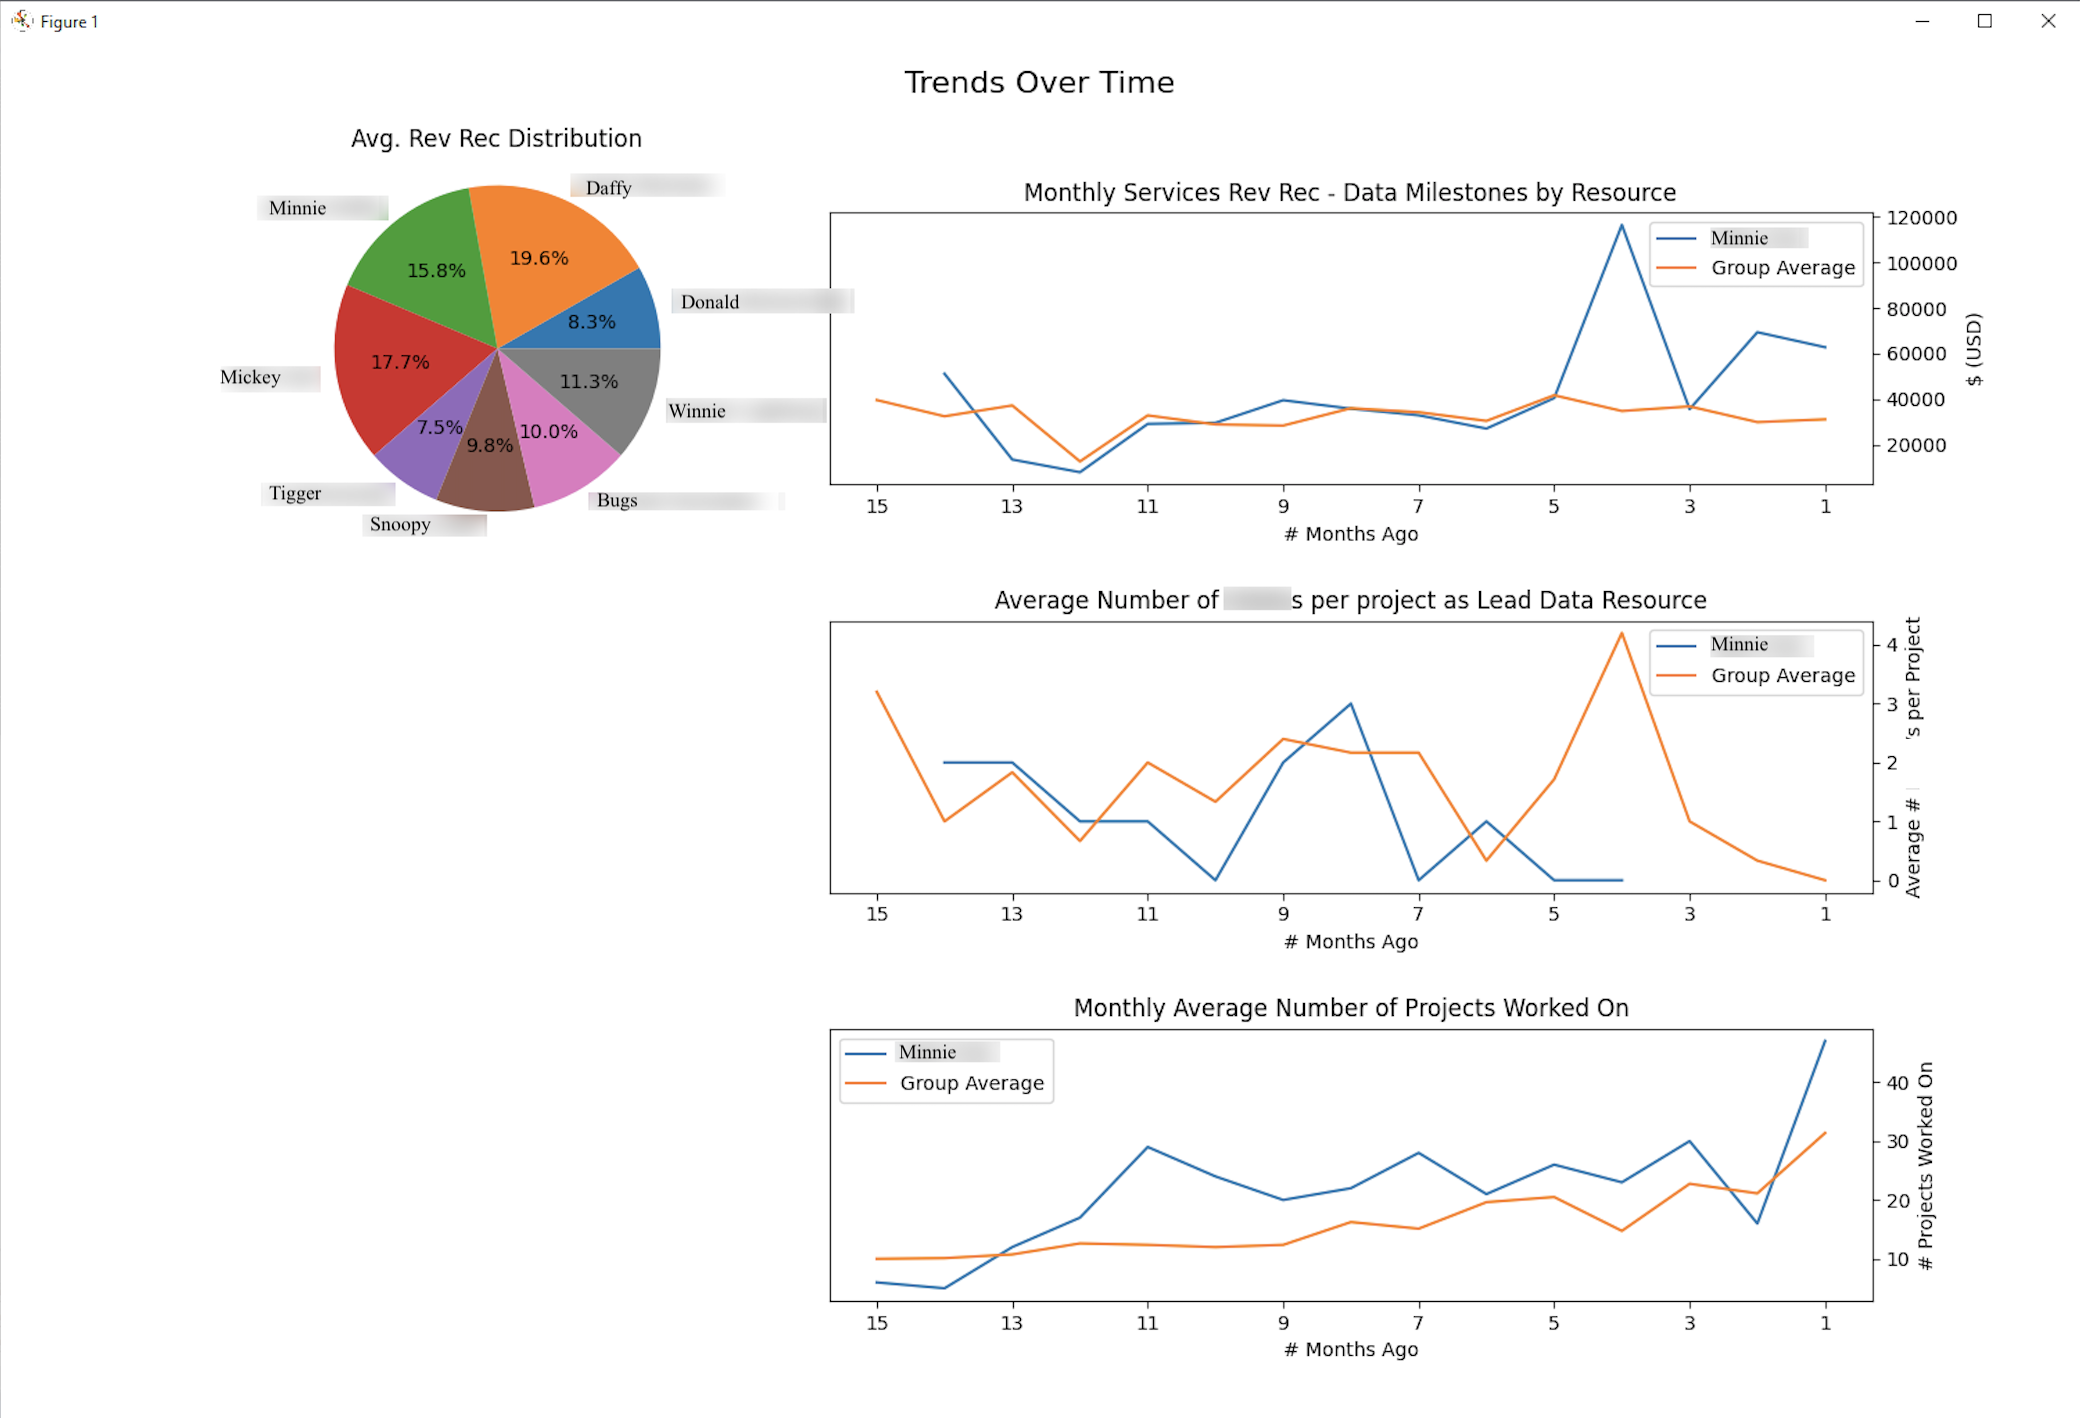 Figure 1
Trends Over Time
Avg. Rev Rec Distribution
Daffy
Minnie
19.6%
15.8%
Donald
8.3%
17.7%
Mickey
11.3%
Winnie
7.5%
9.8%
10.0%
Tigger
Snoopy
Bugs
Monthly Services Rev Rec - Data Milestones by Resource
Minnie
Group Average
120000
100000
80000
60000
40000
20000
$ (USD)
15 13 11 9 7 5 3 1
# Months Ago
Average Number of s per project as Lead Data Resource
Minnie
Group Average
4
3
2
1
0
Average # 's per Project
15 13 11 9 7 5 3 1
# Months Ago
Monthly Average Number of Projects Worked On
Minnie
Group Average
40
30
20
10
# Projects Worked On
15 13 11 9 7 5 3 1
# Months Ago